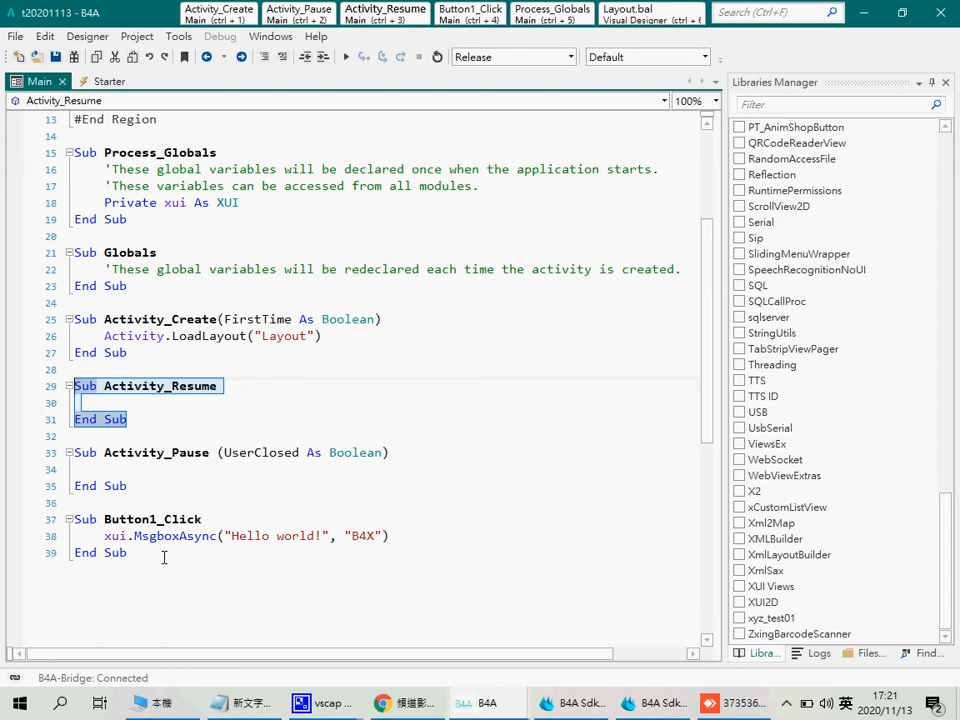 t20201113 - B4A
Activity_Create
Main (ctrl + 1)
Activity_Pause
Main (ctrl + 2)
Activity_Resume
Main (ctrl + 3)
Button1_Click
Main (ctrl + 4)
Process_Globals
Main (ctrl + 5)
Layout.bal
Visual Designer (ctrl + 6
Search (Ctrl+F)
File Edit Designer Project Tools Debug Windows Help
Release Default
Main Starter
Activity_Resume 100%
13 #End Region
14
15 Sub Process_Globals
16 'These global variables will be declared once when the application starts.
17 'These variables can be accessed from all modules.
18 Private xui As XUI
19 End Sub
20
21 Sub Globals
22 'These global variables will be redeclared each time the activity is created.
23 End Sub
24
25 Sub Activity_Create(FirstTime As Boolean)
26 Activity.LoadLayout("Layout")
27 End Sub
28
29 Sub Activity_Resume
30
31 End Sub
32
33 Sub Activity_Pause (UserClosed As Boolean)
34
35 End Sub
36
37 Sub Button1_Click
38 xui.MsgboxAsync("Hello world!", "B4X")
39 End Sub
Libraries Manager
Filter
PT_AnimShopButton
QRCodeReaderView
RandomAccessFile
Reflection
RuntimePermissions
ScrollView2D
Serial
Sip
SlidingMenuWrapper
SpeechRecognitionNoUI
SQL
SQLCallProc
sqlserver
StringUtils
TabStripViewPager
Threading
TTS
TTS ID
USB
UsbSerial
ViewsEx
WebSocket
WebViewExtras
X2
xCustomListView
Xml2Map
XMLBuilder
XmlLayoutBuilder
XmlSax
XUI Views
XUI2D
xyz_test01
ZxingBarcodeScanner
Libra... Logs Files... Find...
B4A-Bridge: Connected
本機
新文字...
vscap ...
頻道影...
B4A
B4A Sdk...
B4A Sdk...
373536...
英
17:21
2020/11/13
2